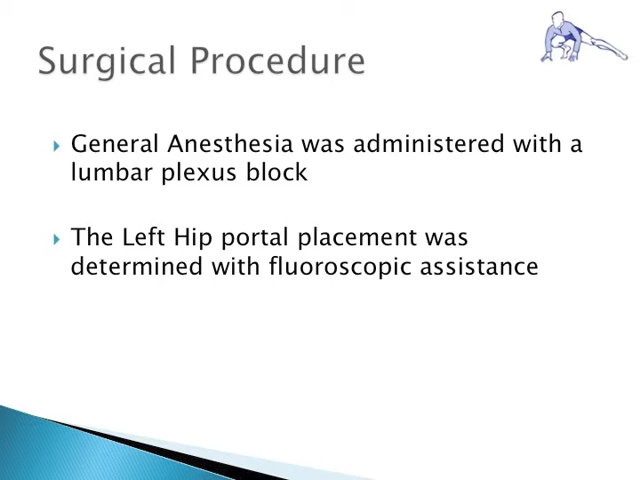 Surgical Procedure
General Anesthesia was administered with a
lumbar plexus block
The Left Hip portal placement was
determined with fluoroscopic assistance